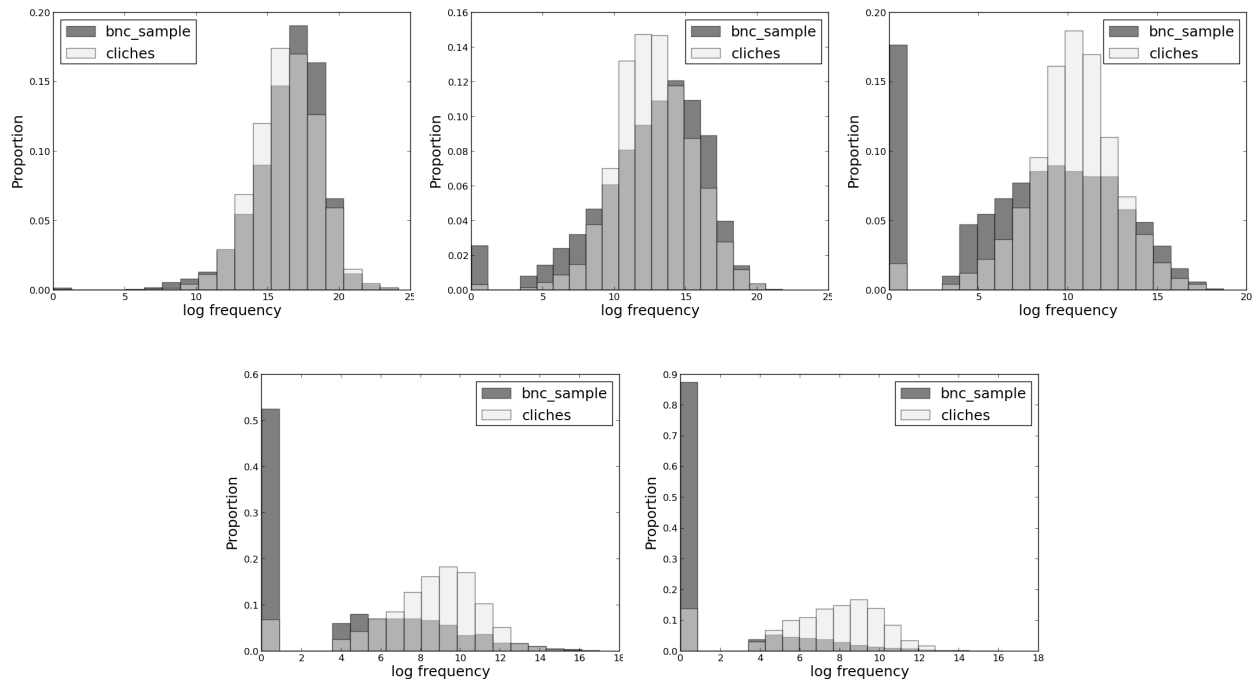 0.20
0.15
0.10
0.05
0.00
Proportion
0 5 10 15 20 25
log frequency
bnc_sample
cliches
0.16
0.14
0.12
0.10
0.08
0.06
0.04
0.02
0.00
Proportion
0 5 10 15 20 25
log frequency
bnc_sample
cliches
0.20
0.15
0.10
0.05
0.00
Proportion
0 5 10 15 20
log frequency
bnc_sample
cliches
0.6
0.5
0.4
0.3
0.2
0.1
0.0
Proportion
0 2 4 6 8 10 12 14 16 18
log frequency
bnc_sample
cliches
0.9
0.8
0.7
0.6
0.5
0.4
0.3
0.2
0.1
0.0
Proportion
0 2 4 6 8 10 12 14 16 18
log frequency
bnc_sample
cliches